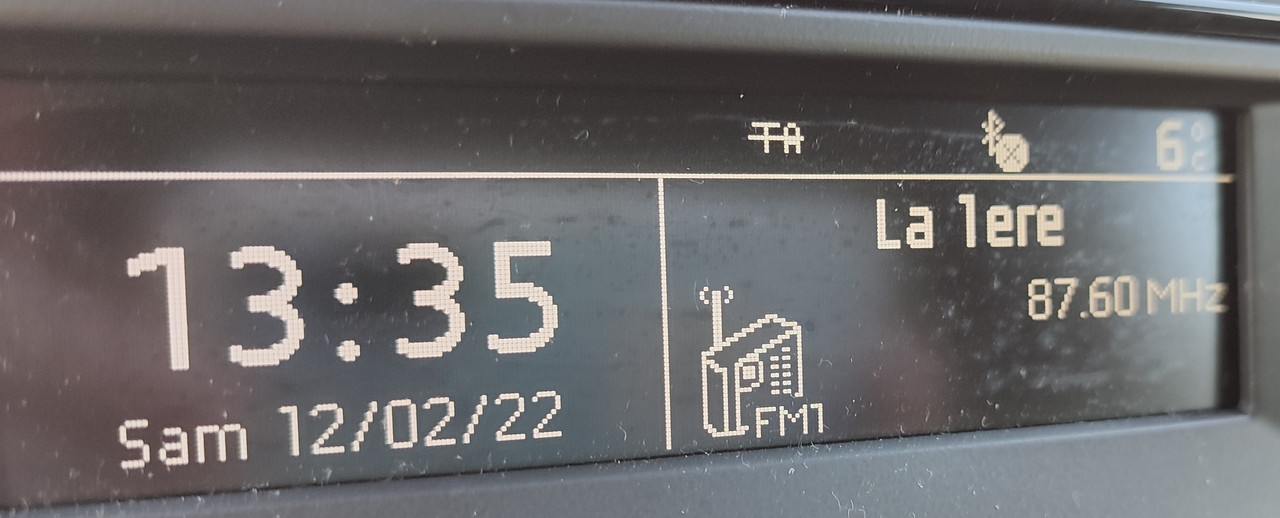 TA
6°C
13:35
Sam 12/02/22
La 1ere
87.60 MHz
FM1